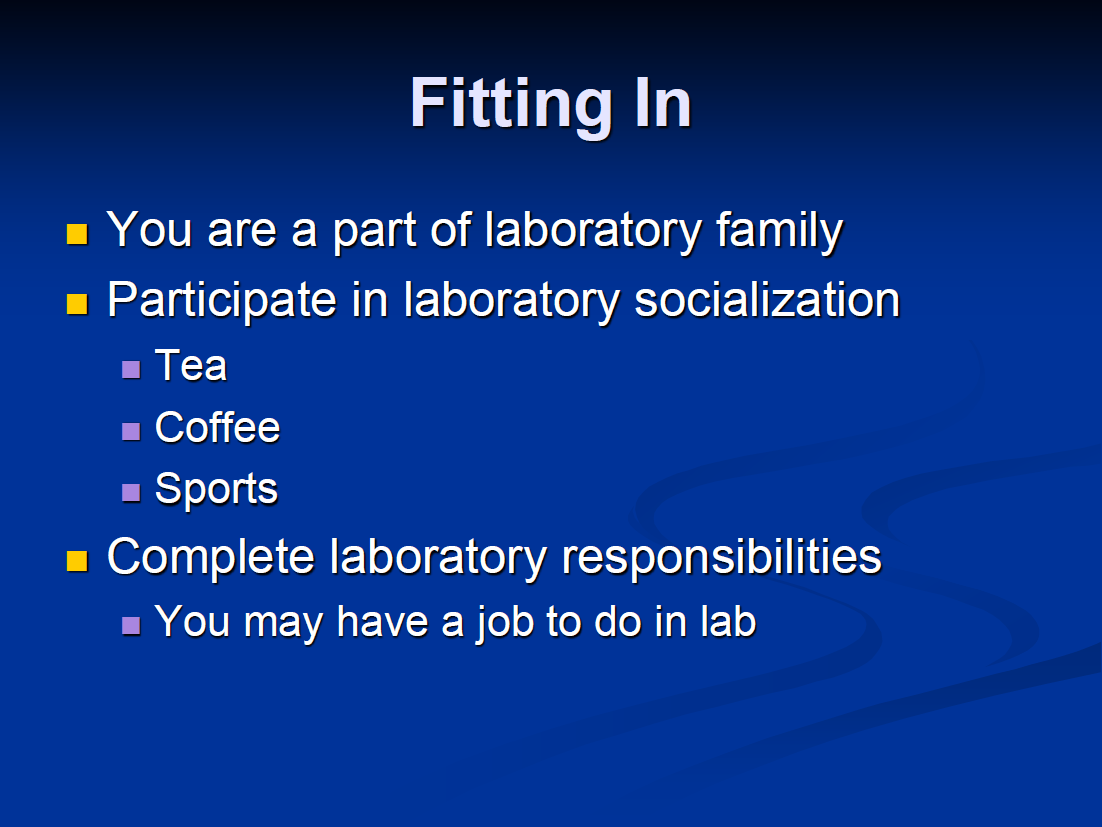 Fitting In
You are a part of laboratory family
Participate in laboratory socialization
Tea
Coffee
Sports
Complete laboratory responsibilities
You may have a job to do in lab